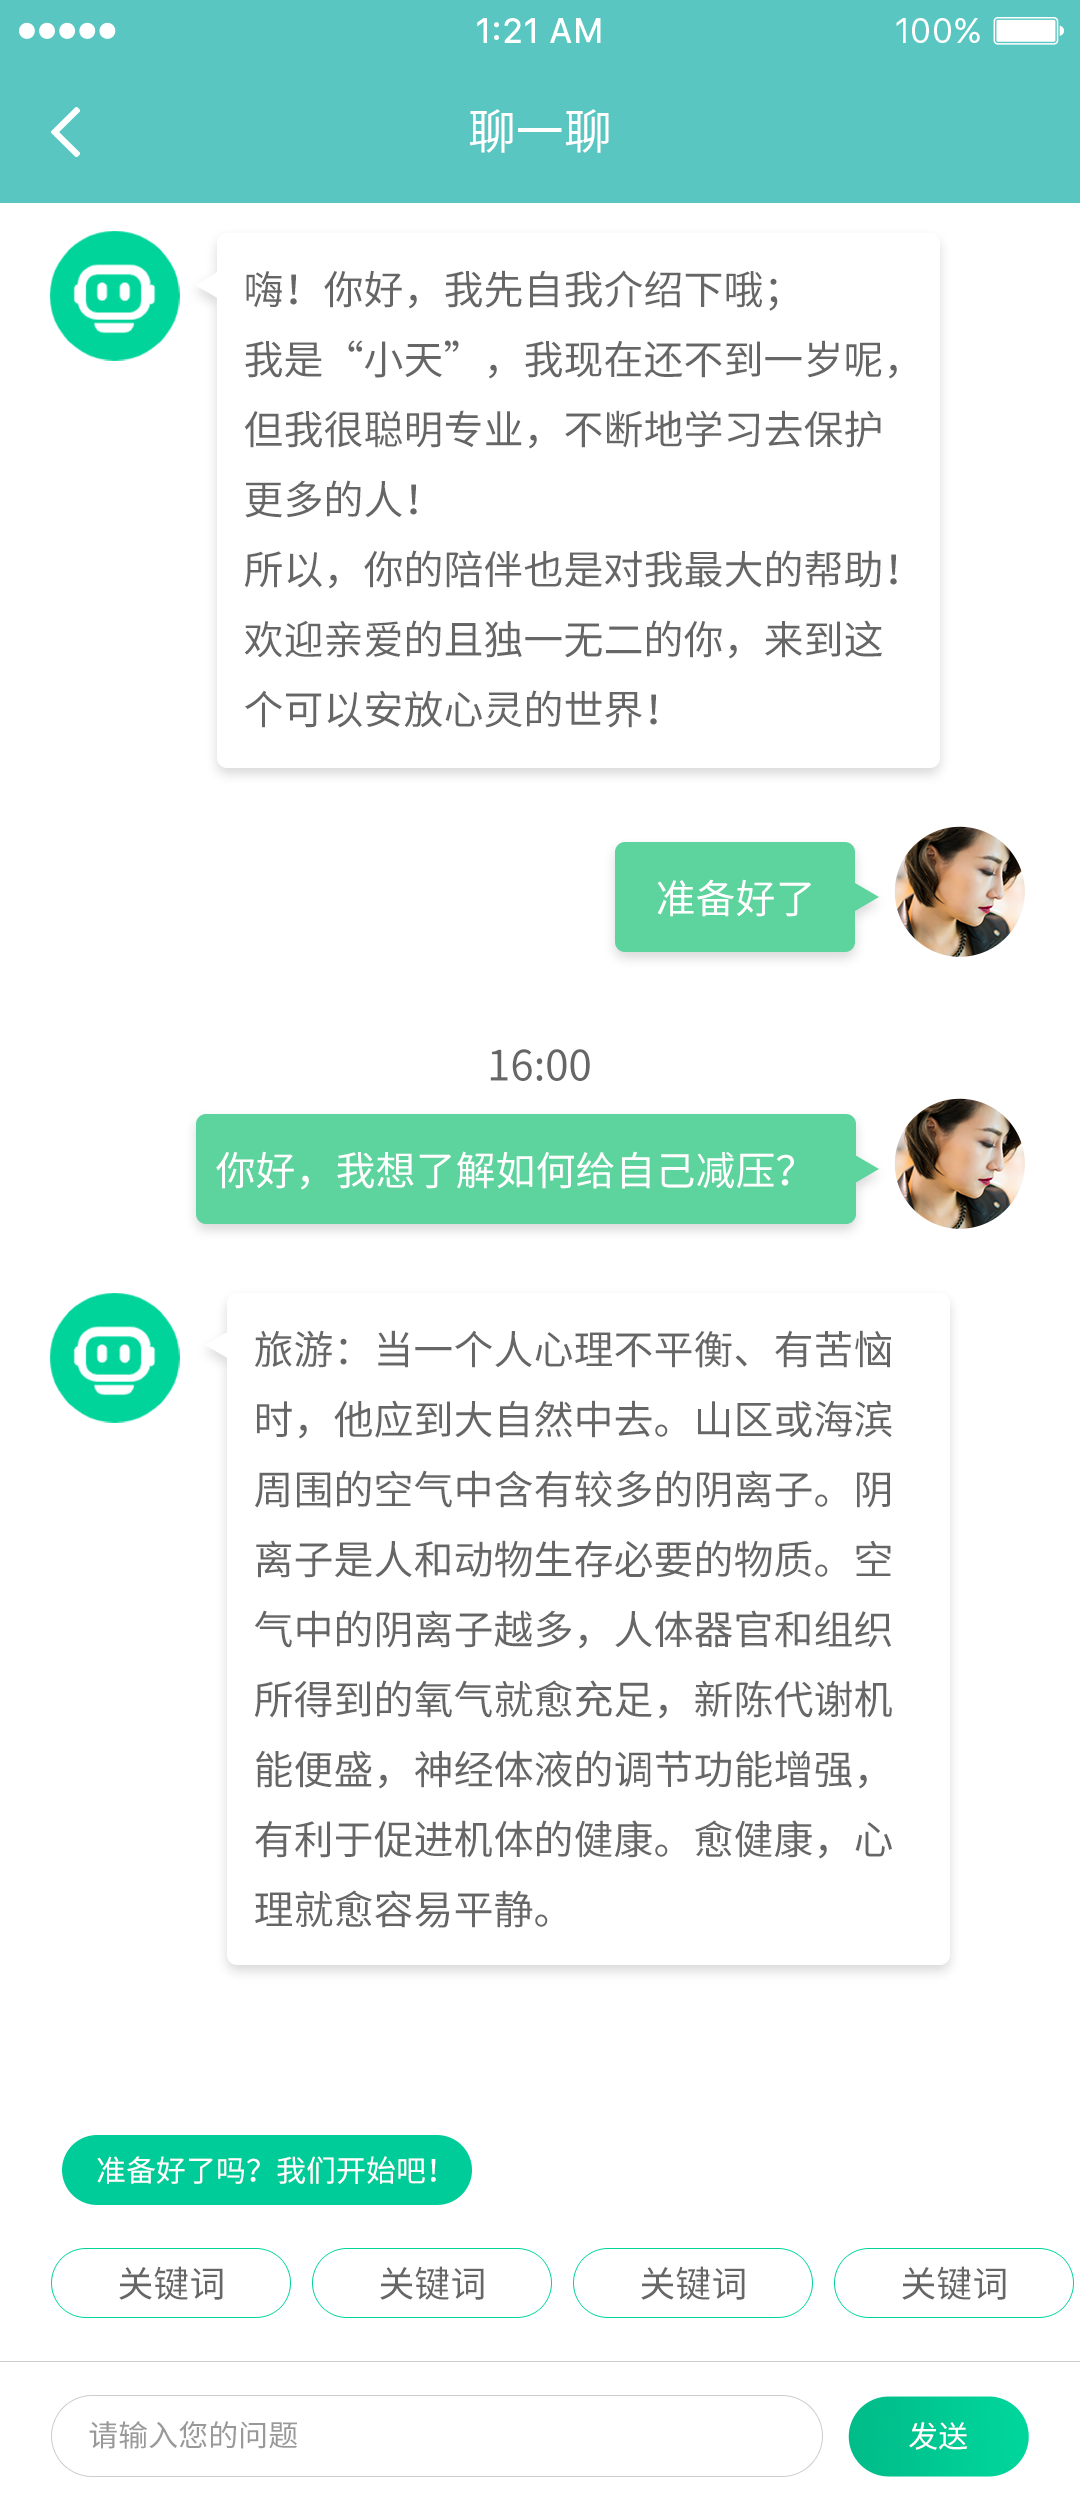 1:21 AM
100%
聊一聊
嗨！你好，我先自我介绍下哦；
我是“小天”，我现在还不到一岁呢，
但我很聪明专业，不断地学习去保护
更多的人！
所以，你的陪伴也是对我最大的帮助！
欢迎亲爱的且独一无二的你，来到这
个可以安放心灵的世界！
准备好了
16:00
你好，我想了解如何给自己减压？
旅游：当一个人心理不平衡、有苦恼
时，他应到大自然中去。山区或海滨
周围的空气中含有较多的阴离子。阴
离子是人和动物生存必要的物质。空
气中的阴离子越多，人体器官和组织
所得到的氧气就愈充足，新陈代谢机
能便盛，神经体液的调节功能增强，
有利于促进机体的健康。愈健康，心
理就愈容易平静。
准备好了吗？我们开始吧！
关键词 关键词 关键词 关键词
请输入您的问题
发送